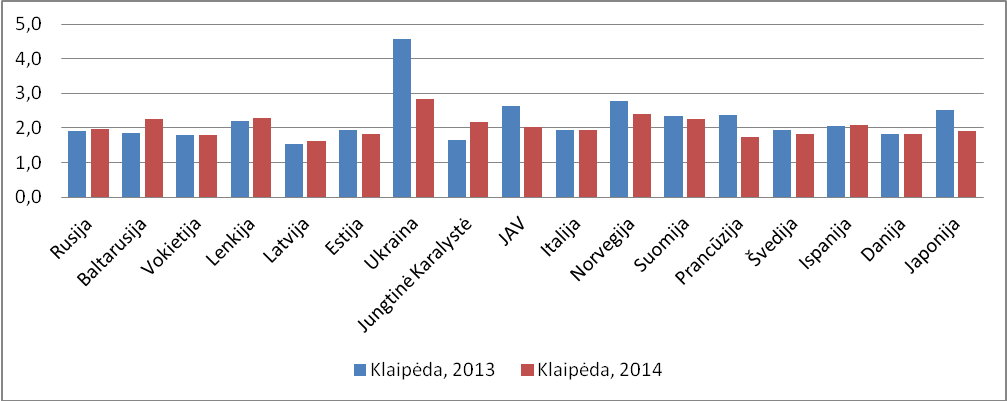 5,0
4,0
3,0
2,0
1,0
0,0
Rusija
Baltarusija
Vokietija
Lenkija
Latvija
Estija
Ukraina
Jungtinė Karalystė
JAV
Italija
Norvegija
Suomija
Prancūzija
Švedija
Ispanija
Danija
Japonija
Klaipėda, 2013 Klaipėda, 2014